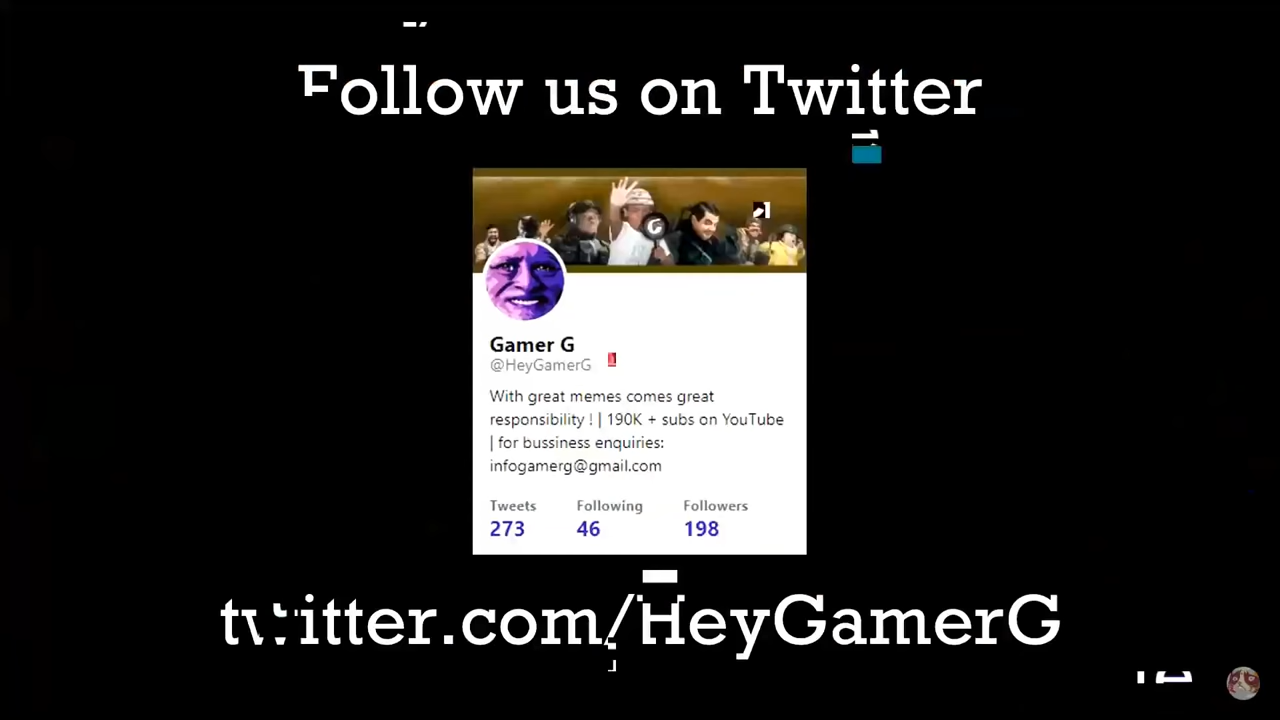 Follow us on Twitter
Gamer G
@HeyGamerG
With great memes comes great
responsibility ! | 190K + subs on YouTube
| for bussiness enquiries:
infogamerg@gmail.com
Tweets Following Followers
273 46 198
twitter.com/HeyGamerG